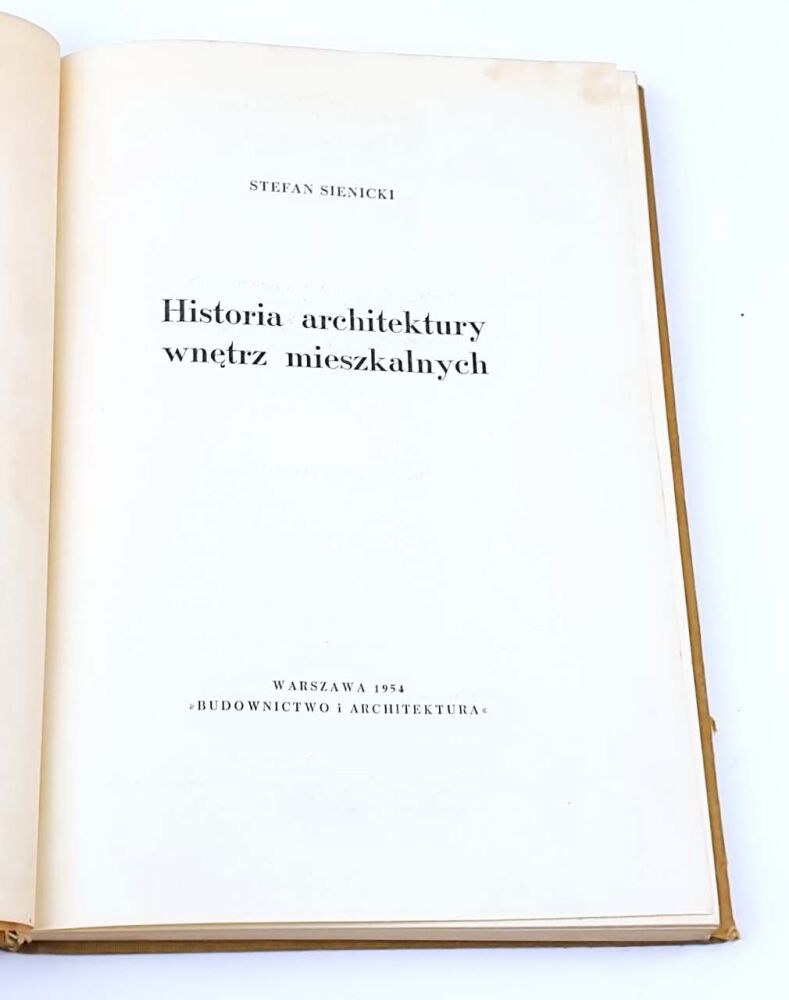 STEFAN SIENICKI
Historia architektury
wnętrz mieszkalnych
WARSZAWA 1954
»BUDOWNICTWO i ARCHITEKTURA«